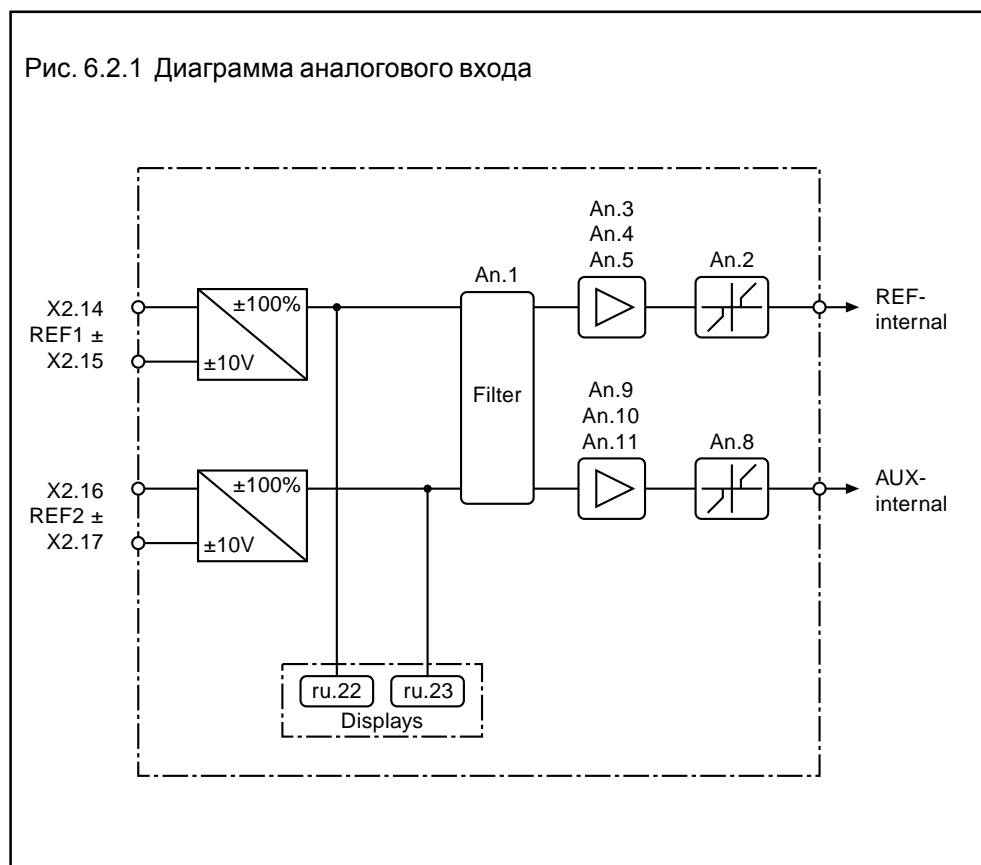 Рис. 6.2.1 Диаграмма аналогового входа
An.3
An.4
An.5
An.2
An.1
X2.14
REF1 ±
X2.15
±100%
±10V
REF-
internal
Filter
An.9
An.10
An.11
An.8
X2.16
REF2 ±
X2.17
±100%
±10V
AUX-
internal
ru.22
ru.23
Displays